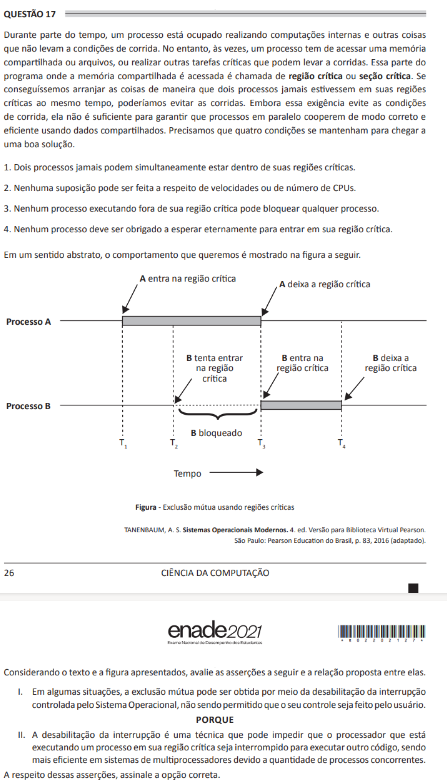 QUESTÃO 17
Durante parte do tempo, um processo está ocupado realizando computações internas e outras coisas
que não levam a condições de corrida. No entanto, às vezes, um processo tem de acessar uma memória
compartilhada ou arquivos, ou realizar outras tarefas críticas que podem levar a corridas. Essa parte do
programa onde a memória compartilhada é acessada é chamada de região crítica ou seção crítica. Se
conseguíssemos arranjar as coisas de maneira que dois processos jamais estivessem em suas regiões
críticas ao mesmo tempo, poderíamos evitar as corridas. Embora essa exigência evite as condições
de corrida, ela não é suficiente para garantir que processos em paralelo cooperem de modo correto e
eficiente usando dados compartilhados. Precisamos que quatro condições se mantenham para chegar a
uma boa solução.
1. Dois processos jamais podem simultaneamente estar dentro de suas regiões críticas.
2. Nenhuma suposição pode ser feita a respeito de velocidades ou de número de CPUs.
3. Nenhum processo executando fora de sua região crítica pode bloquear qualquer processo.
4. Nenhum processo deve ser obrigado a esperar eternamente para entrar em sua região crítica.
Em um sentido abstrato, o comportamento que queremos é mostrado na figura a seguir.
A entra na região crítica
A deixa a região crítica
Processo A
B tenta entrar
na região
crítica
B entra na
região crítica
B deixa a
região crítica
Processo B
B bloqueado
T1 T2 T3 T4
Tempo
Figura - Exclusão mútua usando regiões críticas
TANENBAUM, A. S. Sistemas Operacionais Modernos. 4. ed. Versão para Biblioteca Virtual Pearson.
São Paulo: Pearson Education do Brasil, p. 83, 2016 (adaptado).
26 CIÊNCIA DA COMPUTAÇÃO
enade2021
Exame Nacional de Desempenho dos Estudantes
Considerando o texto e a figura apresentados, avalie as asserções a seguir e a relação proposta entre elas.
I. Em algumas situações, a exclusão mútua pode ser obtida por meio da desabilitação da interrupção
controlada pelo Sistema Operacional, não sendo permitido que o seu controle seja feito pelo usuário.
PORQUE
II. A desabilitação da interrupção é uma técnica que pode impedir que o processador que está
executando um processo em sua região crítica seja interrompido para executar outro código, sendo
mais eficiente em sistemas de multiprocessadores devido a quantidade de processos concorrentes.
A respeito dessas asserções, assinale a opção correta.